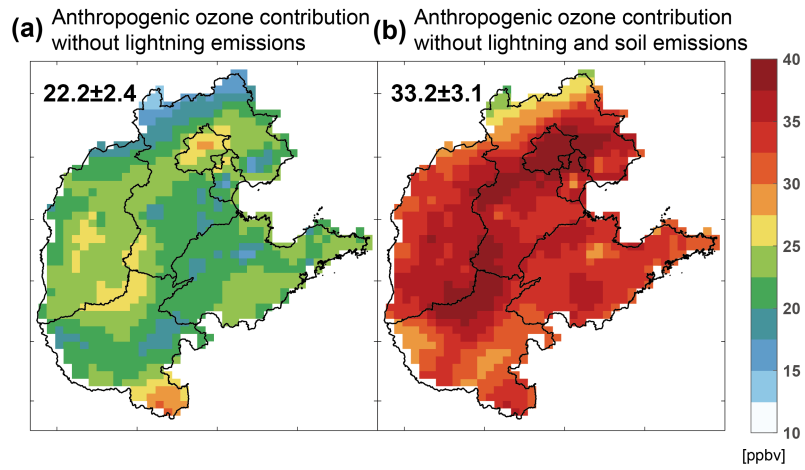 (a) Anthropogenic ozone contribution
without lightning emissions
(b) Anthropogenic ozone contribution
without lightning and soil emissions
22.2±2.4
33.2±3.1
40
35
30
25
20
15
10
[ppbv]